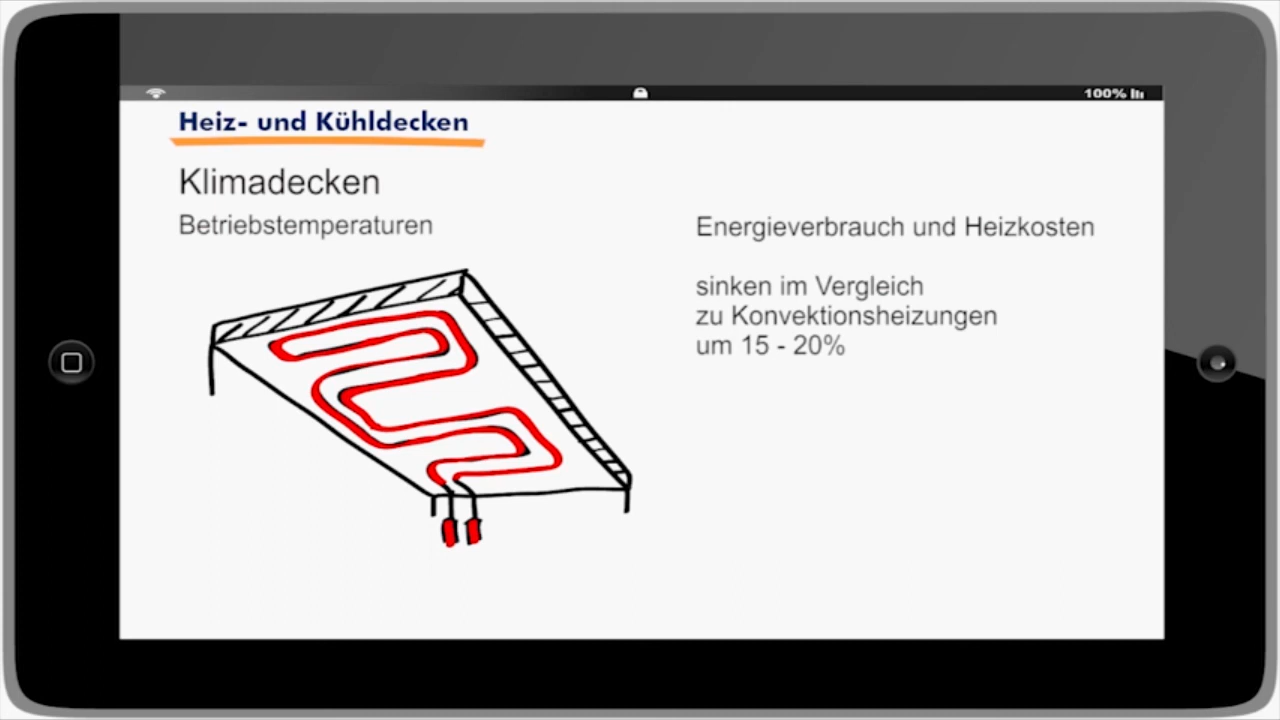 100%
Heiz- und Kühldecken
Klimadecken
Betriebstemperaturen
Energieverbrauch und Heizkosten
sinken im Vergleich
zu Konvektionsheizungen
um 15 - 20%